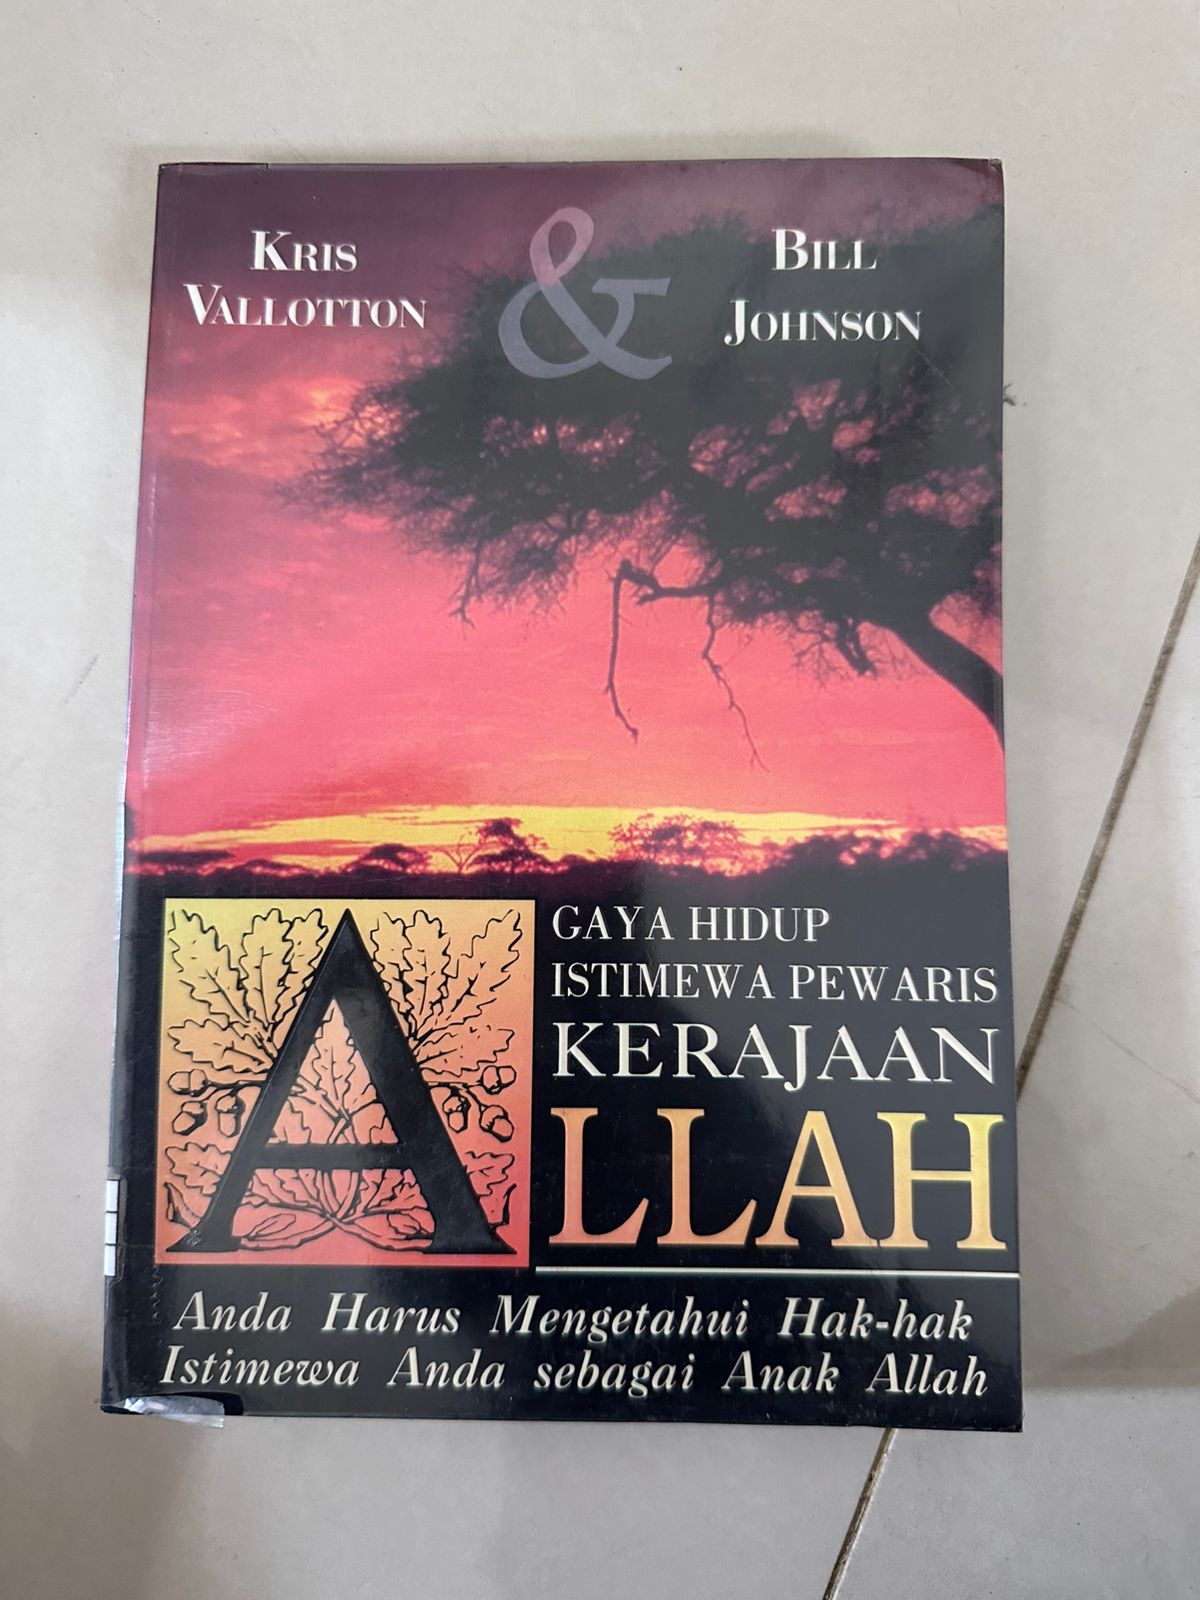 KRIS
VALLOTTON
&
BILL
JOHNSON
GAYA HIDUP
ISTIMEWA PEWARIS
KERAJAAN
ALLAH
Anda Harus Mengetahui Hak-hak
Istimewa Anda sebagai Anak Allah